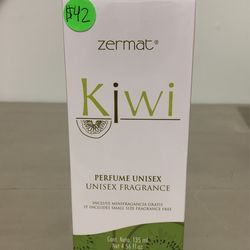 $42
zermat®
Kiwi
PERFUME UNISEX
UNISEX FRAGRANCE
INCLUYE MINIFRAGANCIA GRATIS
IT INCLUDES SMALL SIZE FRAGRANCE FREE
Cont. Neto 135 ml
Net 4.56 fl oz